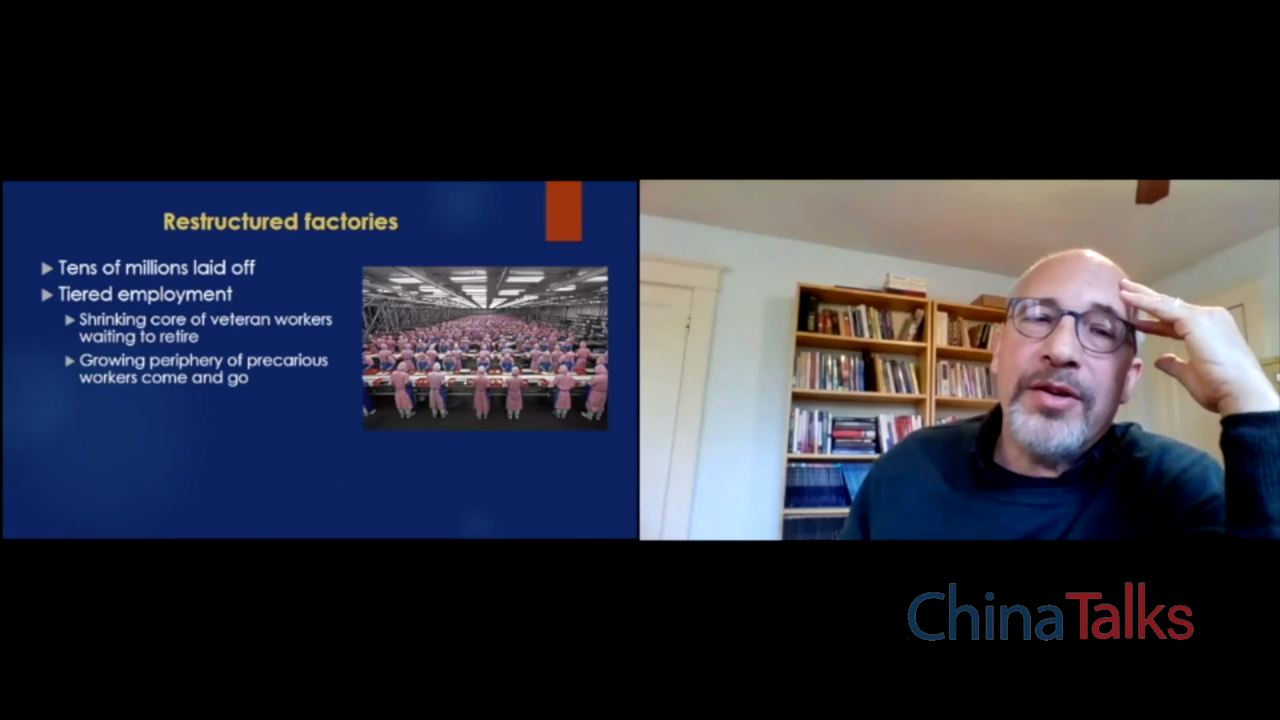 Restructured factories
Tens of millions laid off
Tiered employment
Shrinking core of veteran workers
waiting to retire
Growing periphery of precarious
workers come and go
ChinaTalks